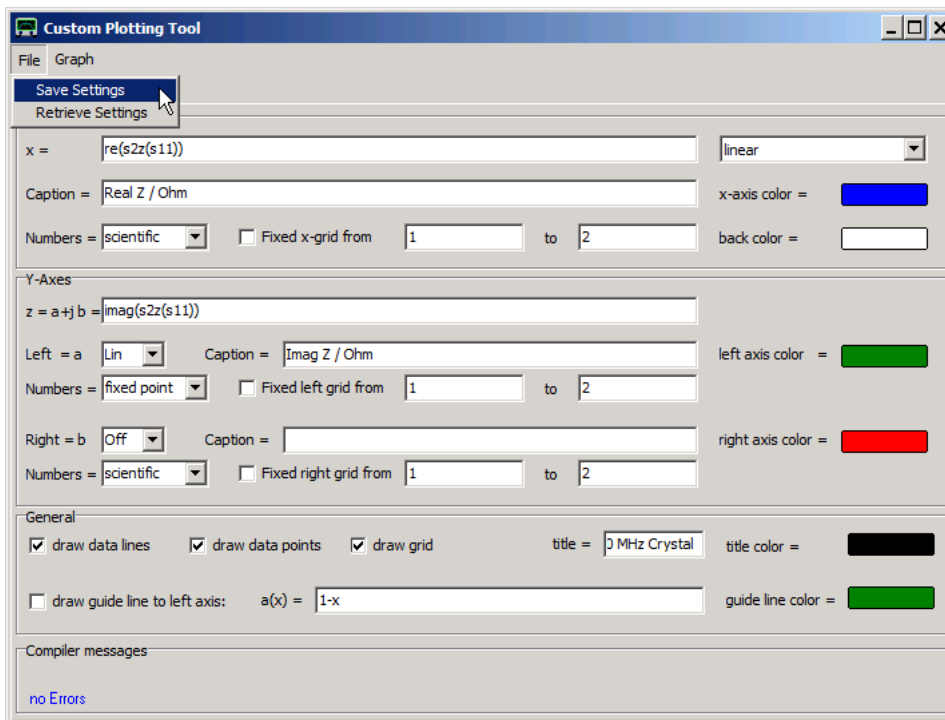 Custom Plotting Tool
File Graph
Save Settings
Retrieve Settings
x = re(s2z(s11)) linear
Caption = Real Z / Ohm x-axis color =
Numbers = scientific Fixed x-grid from 1 to 2 back color =
Y-Axes
z = a+j b = imag(s2z(s11))
Left = a Lin Caption = Imag Z / Ohm left axis color =
Numbers = fixed point Fixed left grid from 1 to 2
Right = b Off Caption = right axis color =
Numbers = scientific Fixed right grid from 1 to 2
General
draw data lines draw data points draw grid title = MHz Crystal title color =
draw guide line to left axis: a(x) = 1-x guide line color =
Compiler messages
no Errors